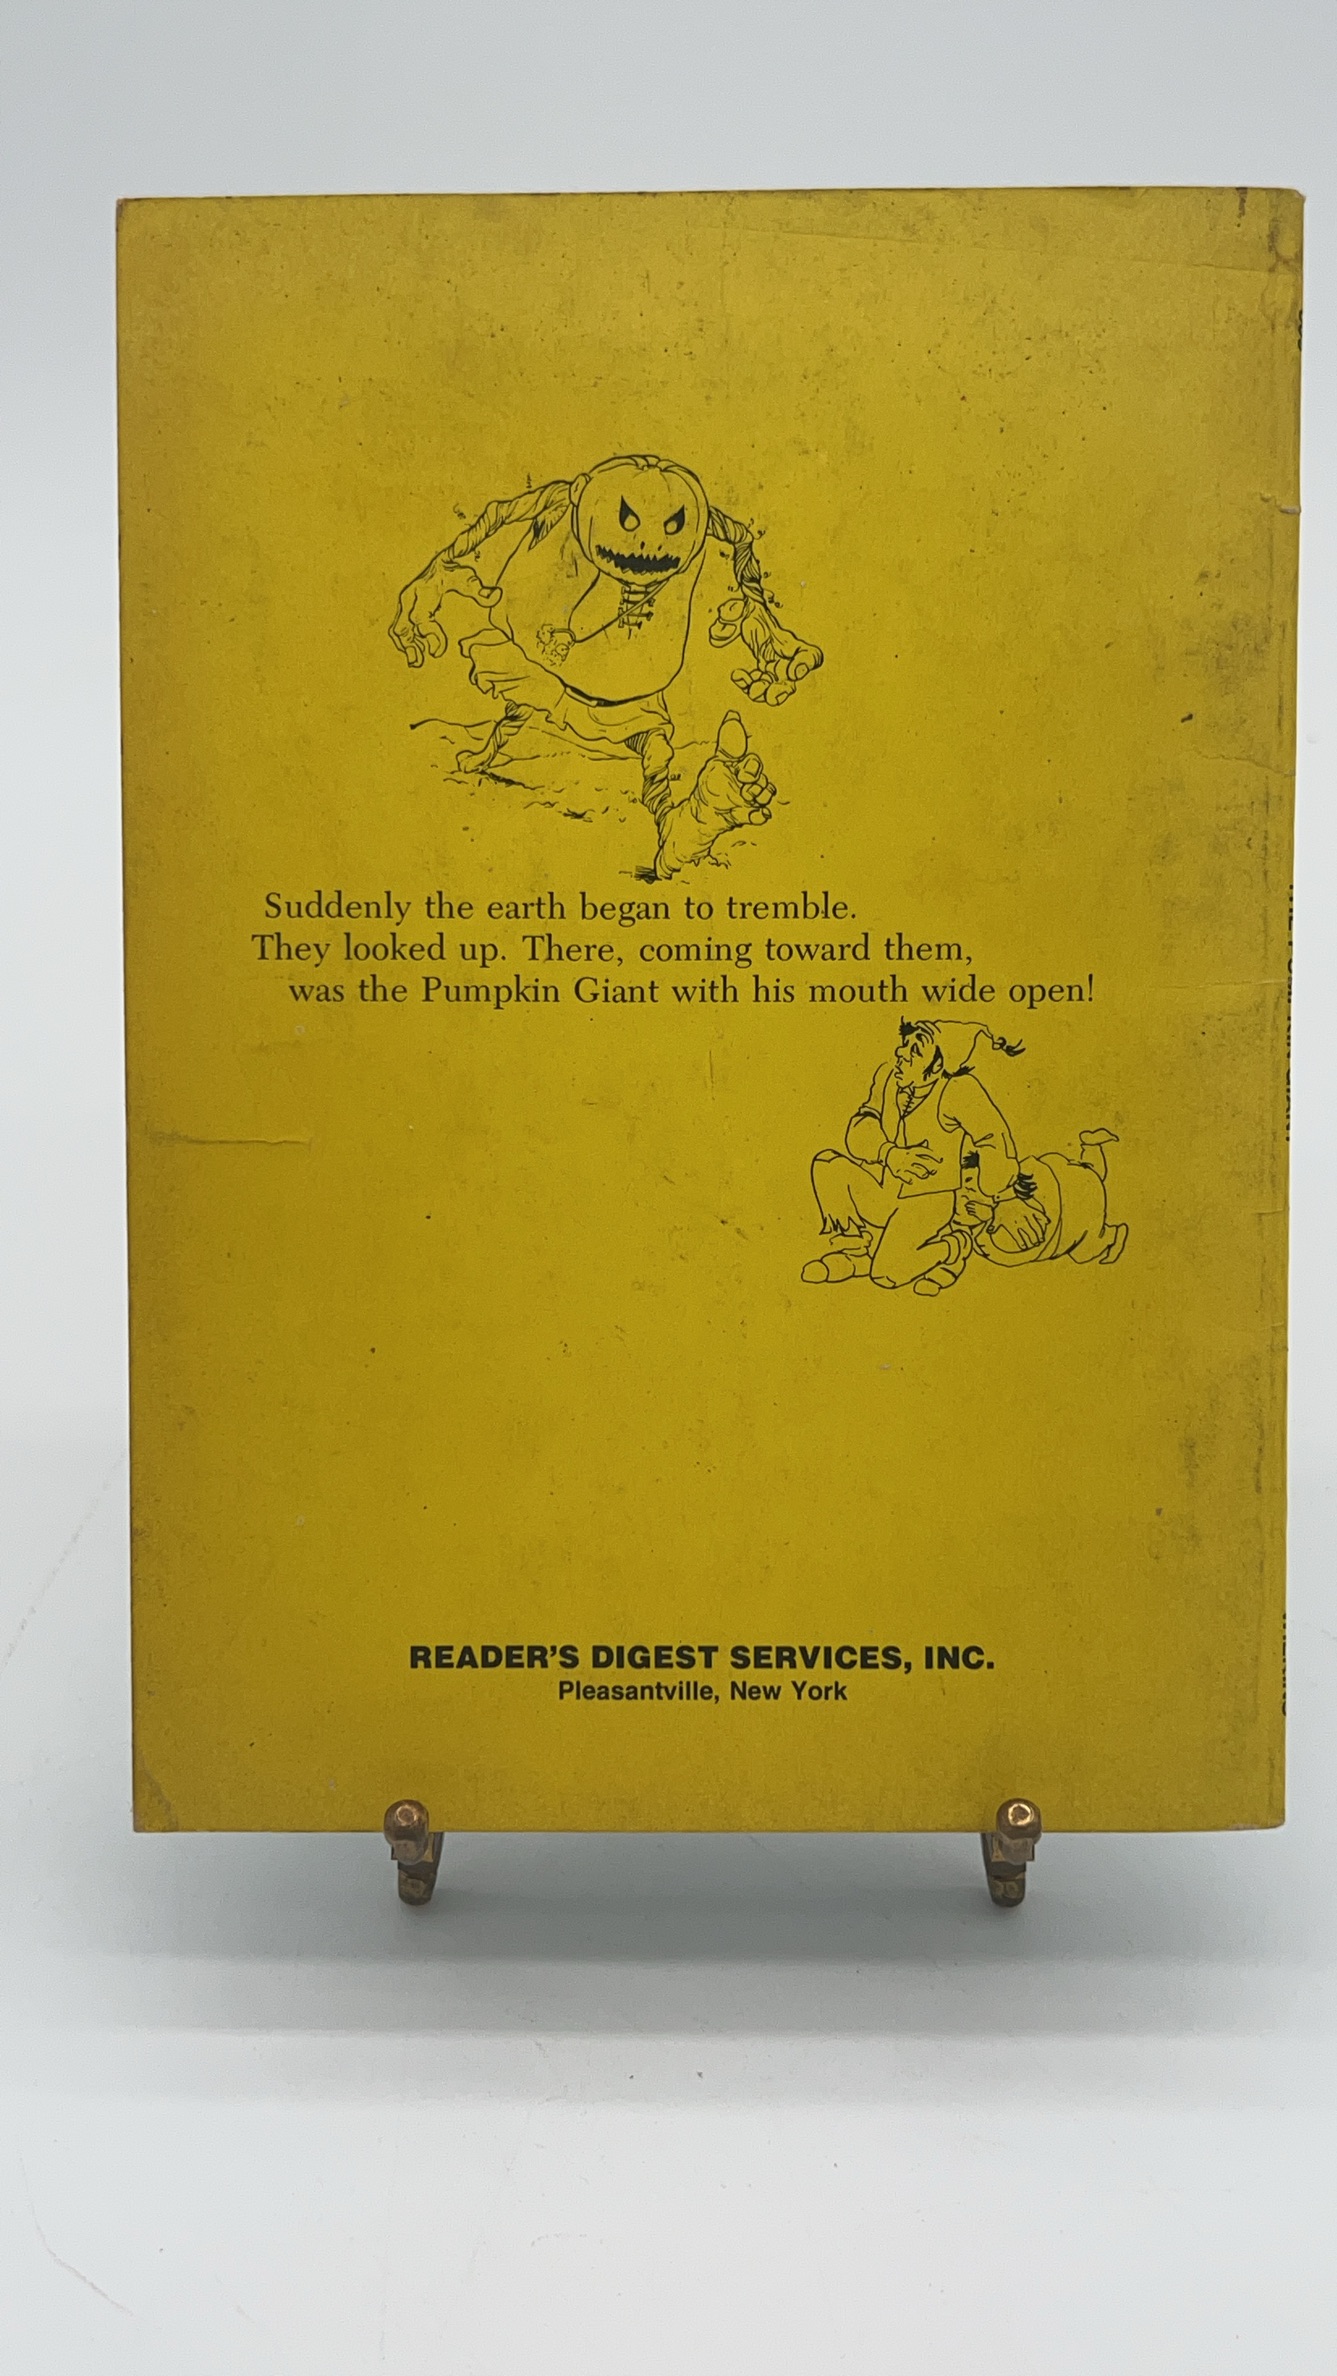 Suddenly the earth began to tremble.
They looked up. There, coming toward them,
was the Pumpkin Giant with his mouth wide open!
READER'S DIGEST SERVICES, INC.
Pleasantville, New York